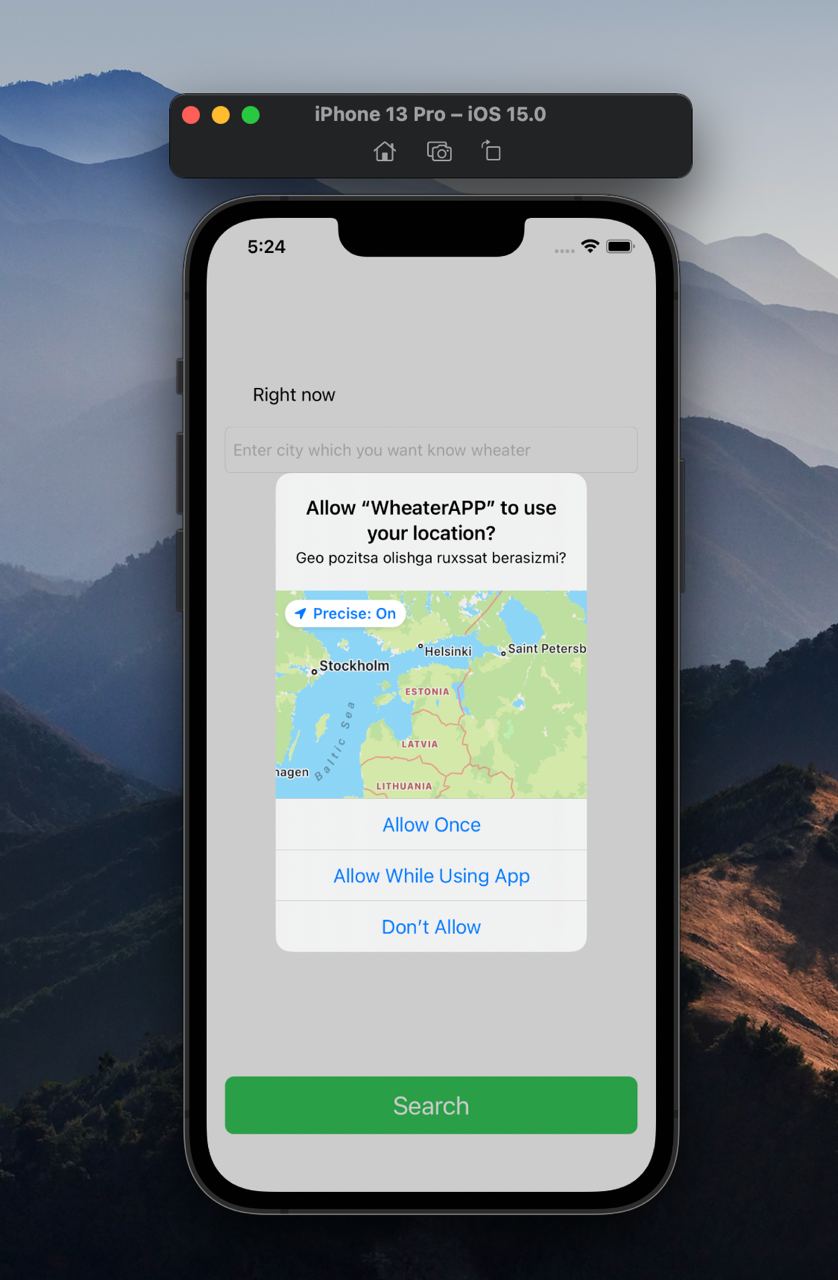 iPhone 13 Pro – iOS 15.0
5:24
Right now
Enter city which you want know wheater
Allow “WheaterAPP” to use
your location?
Geo pozitsa olishga ruxssat berasizmi?
Precise: On
Helsinki
Saint Petersb
Stockholm
ESTONIA
Baltic Sea
LATVIA
hagen
LITHUANIA
Allow Once
Allow While Using App
Don’t Allow
Search